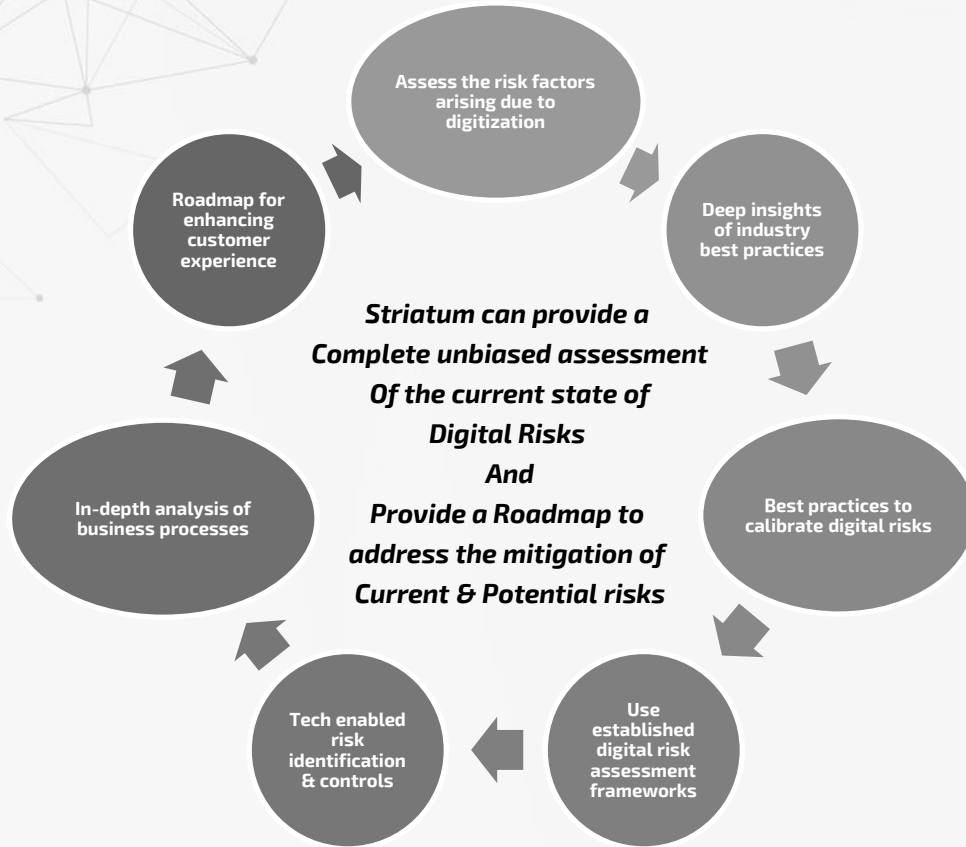 Assess the risk factors
arising due to
digitization
Deep insights
of industry
best practices
Best practices to
calibrate digital risks
Use
established
digital risk
assessment
frameworks
Tech enabled
risk
identification
& controls
In-depth analysis of
business processes
Roadmap for
enhancing
customer
experience
Striatum can provide a
Complete unbiased assessment
Of the current state of
Digital Risks
And
Provide a Roadmap to
address the mitigation of
Current & Potential risks